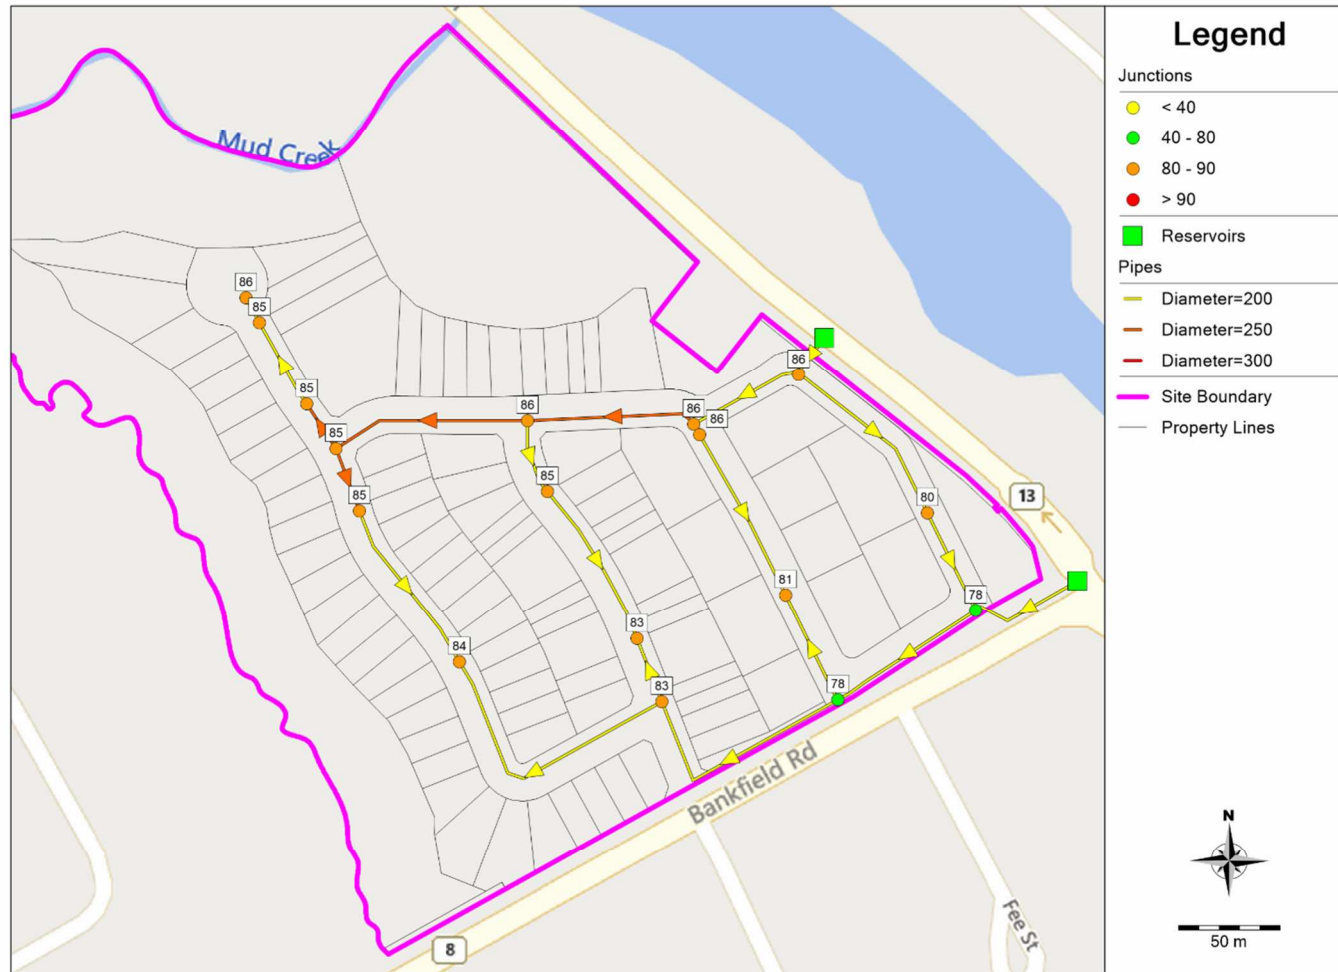 Mud Creek
86
85
85
85
85
86
86
86
86
85
80
81
78
83
84
83
78
13
Bankfield Rd
8
Fee St
Legend
Junctions
< 40
40 - 80
80 - 90
> 90
Reservoirs
Pipes
Diameter=200
Diameter=250
Diameter=300
Site Boundary
Property Lines
N
50 m